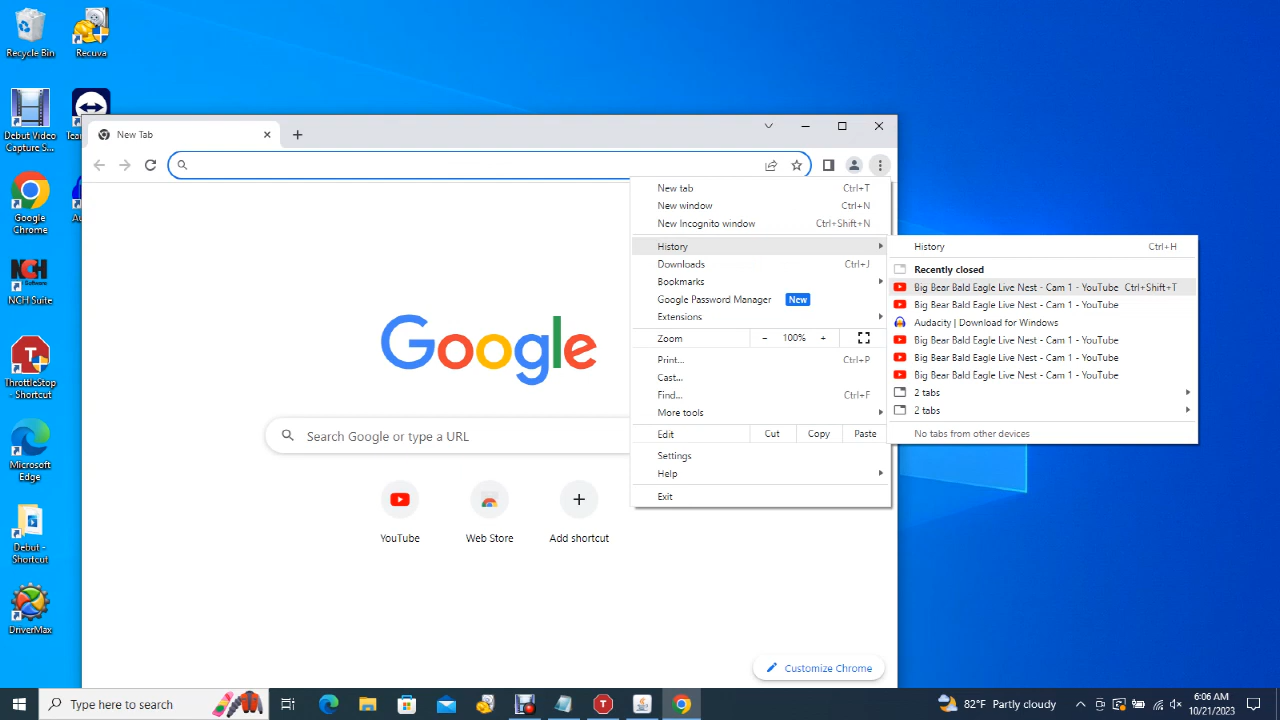 Recycle Bin
Recuva
Debut Video
Capture S...
Google
Chrome
NCH
NCH Suite
ThrottleStop
- Shortcut
Microsoft
Edge
Debut -
Shortcut
DriverMax
New Tab
New tab Ctrl+T
New window Ctrl+N
New Incognito window Ctrl+Shift+N
History
Downloads Ctrl+J
Bookmarks
Google Password Manager New
Extensions
Zoom − 100% +
Print... Ctrl+P
Cast...
Find... Ctrl+F
More tools
Edit Cut Copy Paste
Settings
Help
Exit
History Ctrl+H
Recently closed
Big Bear Bald Eagle Live Nest - Cam 1 - YouTube Ctrl+Shift+T
Big Bear Bald Eagle Live Nest - Cam 1 - YouTube
Audacity | Download for Windows
Big Bear Bald Eagle Live Nest - Cam 1 - YouTube
Big Bear Bald Eagle Live Nest - Cam 1 - YouTube
Big Bear Bald Eagle Live Nest - Cam 1 - YouTube
2 tabs
2 tabs
No tabs from other devices
Google
Search Google or type a URL
YouTube
Web Store
Add shortcut
Customize Chrome
Type here to search
82°F Partly cloudy
6:06 AM
10/21/2023